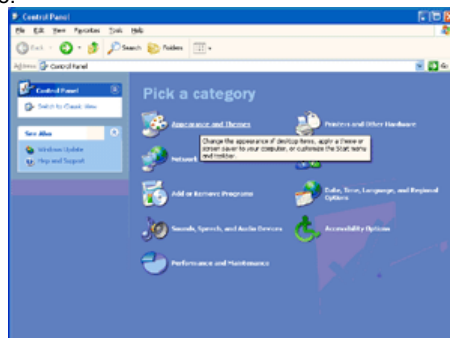 Control Panel
File Edit View Favorites Tools Help
Back Search Folders
Address Control Panel Go
Control Panel
Switch to Classic View
See Also
Windows Update
Help and Support
Pick a category
Appearance and Themes
Printers and Other Hardware
Change the appearance of desktop items, apply a theme or
screen saver to your computer, or customize the Start menu
and taskbar.
Network
Add or Remove Programs
Date, Time, Language, and Regional
Options
Sounds, Speech, and Audio Devices
Accessibility Options
Performance and Maintenance